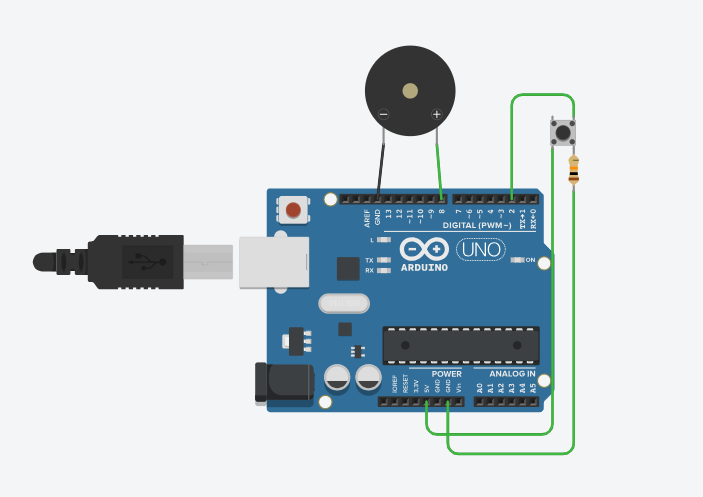 − +
AREF
GND
13
12
~11
~10
~9
8
7
~6
~5
4
~3
2
TX→1
RX←0
DIGITAL (PWM~)
L
TX
RX
ARDUINO
UNO
ON
POWER
ANALOG IN
IOREF
RESET
3.3V
5V
GND
GND
Vin
A0
A1
A2
A3
A4
A5